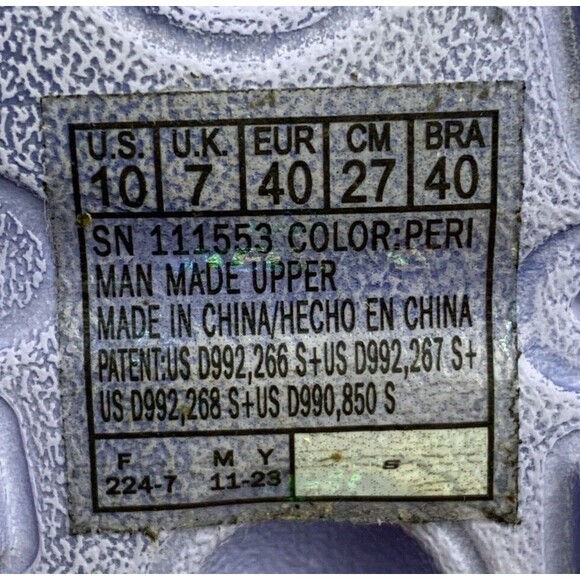 U.S. U.K. EUR CM BRA
10 7 40 27 40
SN 111553 COLOR:PERI
MAN MADE UPPER
MADE IN CHINA/HECHO EN CHINA
PATENT:US D992,266 S+US D992,267 S+
US D992,268 S+US D990,850 S
F M Y
224-7 11-23 S